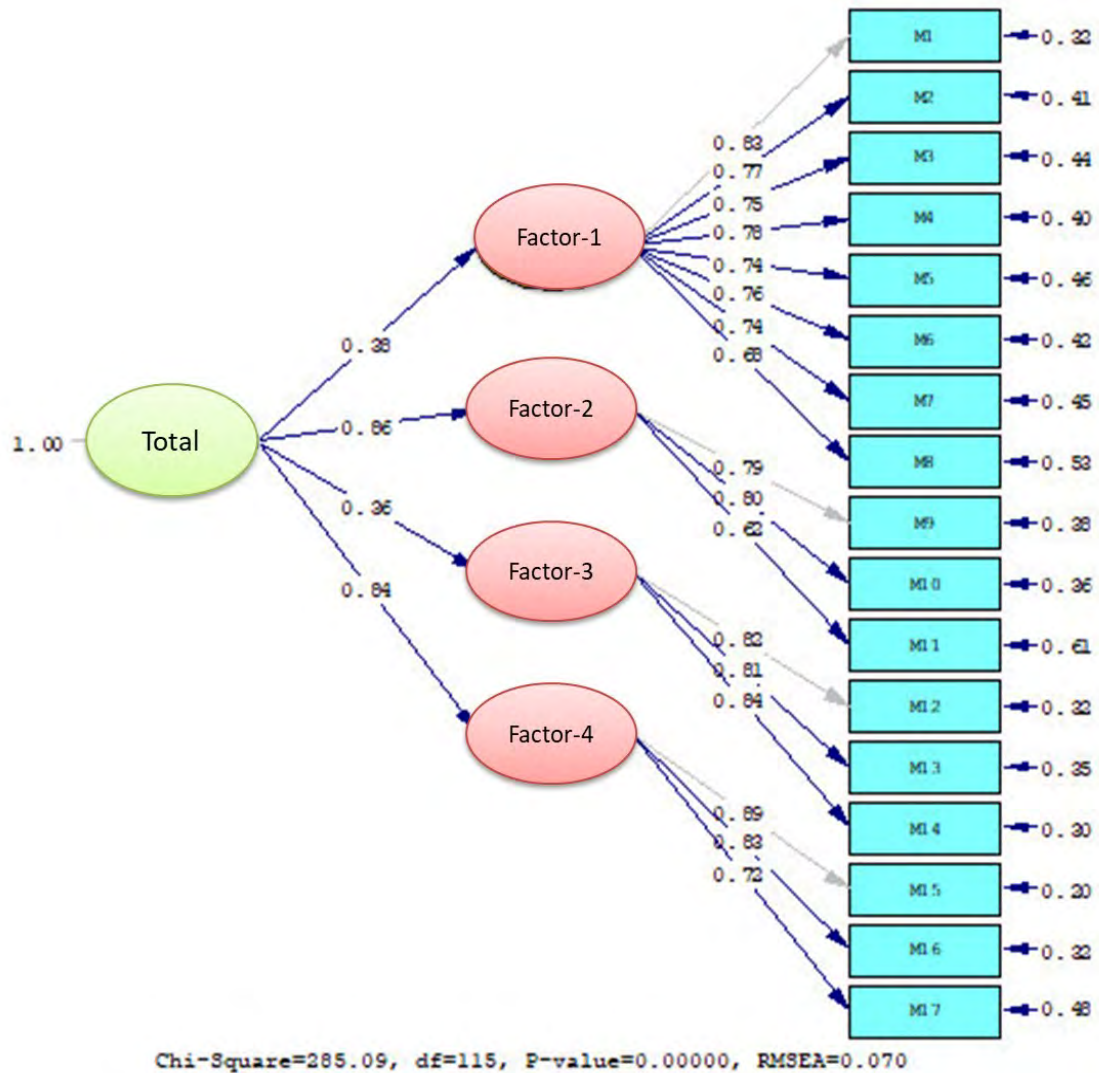 1.00
Total
0.38
0.86
0.36
0.84
Factor-1
Factor-2
Factor-3
Factor-4
0.83
0.77
0.75
0.78
0.74
0.76
0.74
0.68
0.79
0.80
0.62
0.82
0.81
0.84
0.89
0.83
0.72
M1 0.32
M2 0.41
M3 0.44
M4 0.40
M5 0.46
M6 0.42
M7 0.45
M8 0.53
M9 0.38
M10 0.36
M11 0.61
M12 0.32
M13 0.35
M14 0.30
M15 0.20
M16 0.32
M17 0.48
Chi-Square=285.09, df=115, P-value=0.00000, RMSEA=0.070